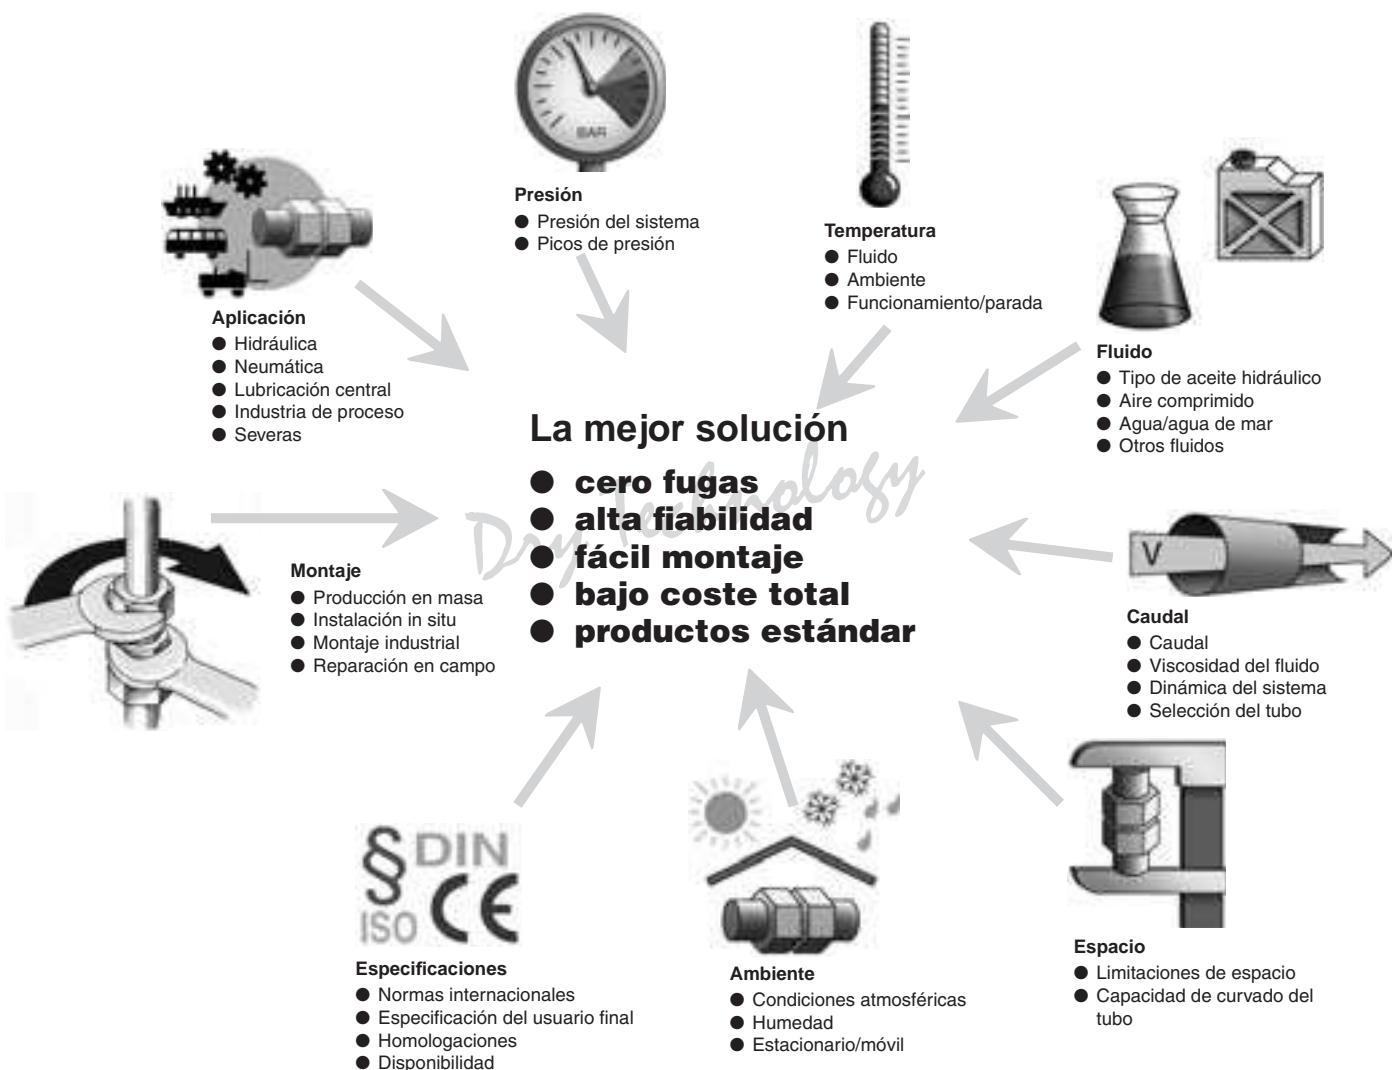 BAR
Presión
● Presión del sistema
● Picos de presión
Temperatura
● Fluido
● Ambiente
● Funcionamiento/parada
Aplicación
● Hidráulica
● Neumática
● Lubricación central
● Industria de proceso
● Severas
Fluido
● Tipo de aceite hidráulico
● Aire comprimido
● Agua/agua de mar
● Otros fluidos
La mejor solución
● cero fugas
● alta fiabilidad
● fácil montaje
● bajo coste total
● productos estándar
Dry Technology
Montaje
● Producción en masa
● Instalación in situ
● Montaje industrial
● Reparación en campo
V
Caudal
● Caudal
● Viscosidad del fluido
● Dinámica del sistema
● Selección del tubo
§ DIN
ISO CE
Especificaciones
● Normas internacionales
● Especificación del usuario final
● Homologaciones
● Disponibilidad
Ambiente
● Condiciones atmosféricas
● Humedad
● Estacionario/móvil
Espacio
● Limitaciones de espacio
● Capacidad de curvado del
tubo